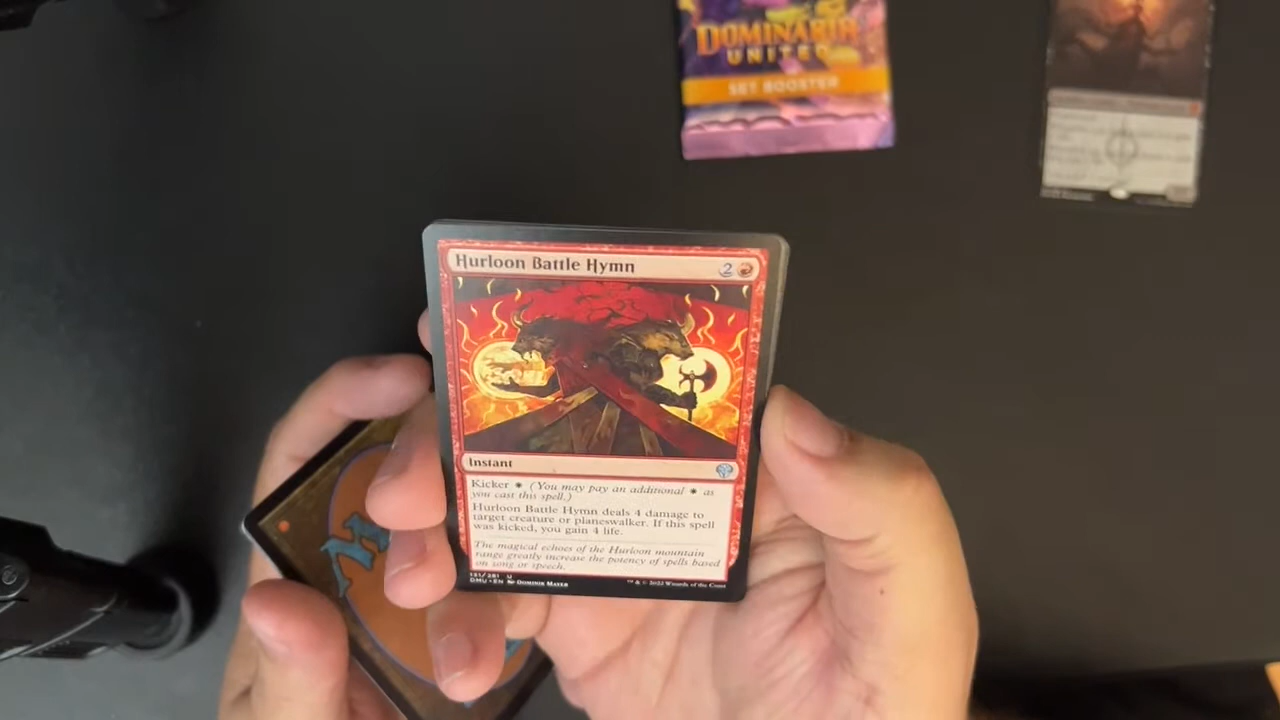 DOMINARIA
UNITED
SET BOOSTER
Hurloon Battle Hymn
2
Instant
Kicker (You may pay an additional as
you cast this spell.)
Hurloon Battle Hymn deals 4 damage to
target creature or planeswalker. If this spell
was kicked, you gain 4 life.
The magical echoes of the Hurloon mountain
range greatly increase the potency of spells based
on song or speech.
131/281 U
DMU • EN Dominik Mayer
™ & © 2022 Wizards of the Coast